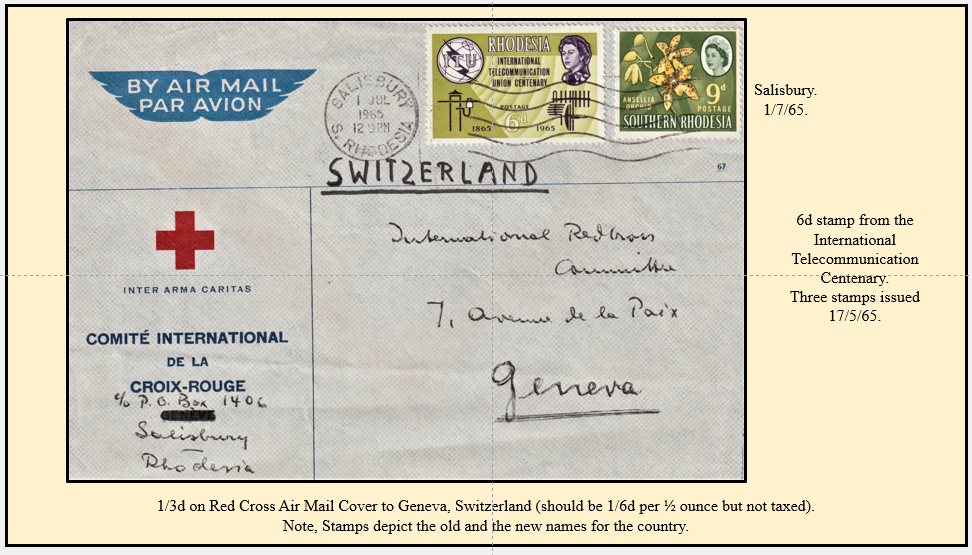 BY AIR MAIL
PAR AVION
SALISBURY
1 JUL
1965
12 PM
S. RHODESIA
RHODESIA
ITU
INTERNATIONAL
TELECOMMUNICATION
UNION CENTENARY
POSTAGE
6d
1865 1965
ANSELLIA
ORCHID
9d
POSTAGE
SOUTHERN RHODESIA
Salisbury.
1/7/65.
SWITZERLAND
67
INTER ARMA CARITAS
COMITÉ INTERNATIONAL
DE LA
CROIX-ROUGE
c/o P.O. Box 1406
GENÈVE
Salisbury
Rhodesia
International Redcross
Committee
7, Avenue de la Paix
Geneva
6d stamp from the
International
Telecommunication
Centenary.
Three stamps issued
17/5/65.
1/3d on Red Cross Air Mail Cover to Geneva, Switzerland (should be 1/6d per ½ ounce but not taxed).
Note, Stamps depict the old and the new names for the country.